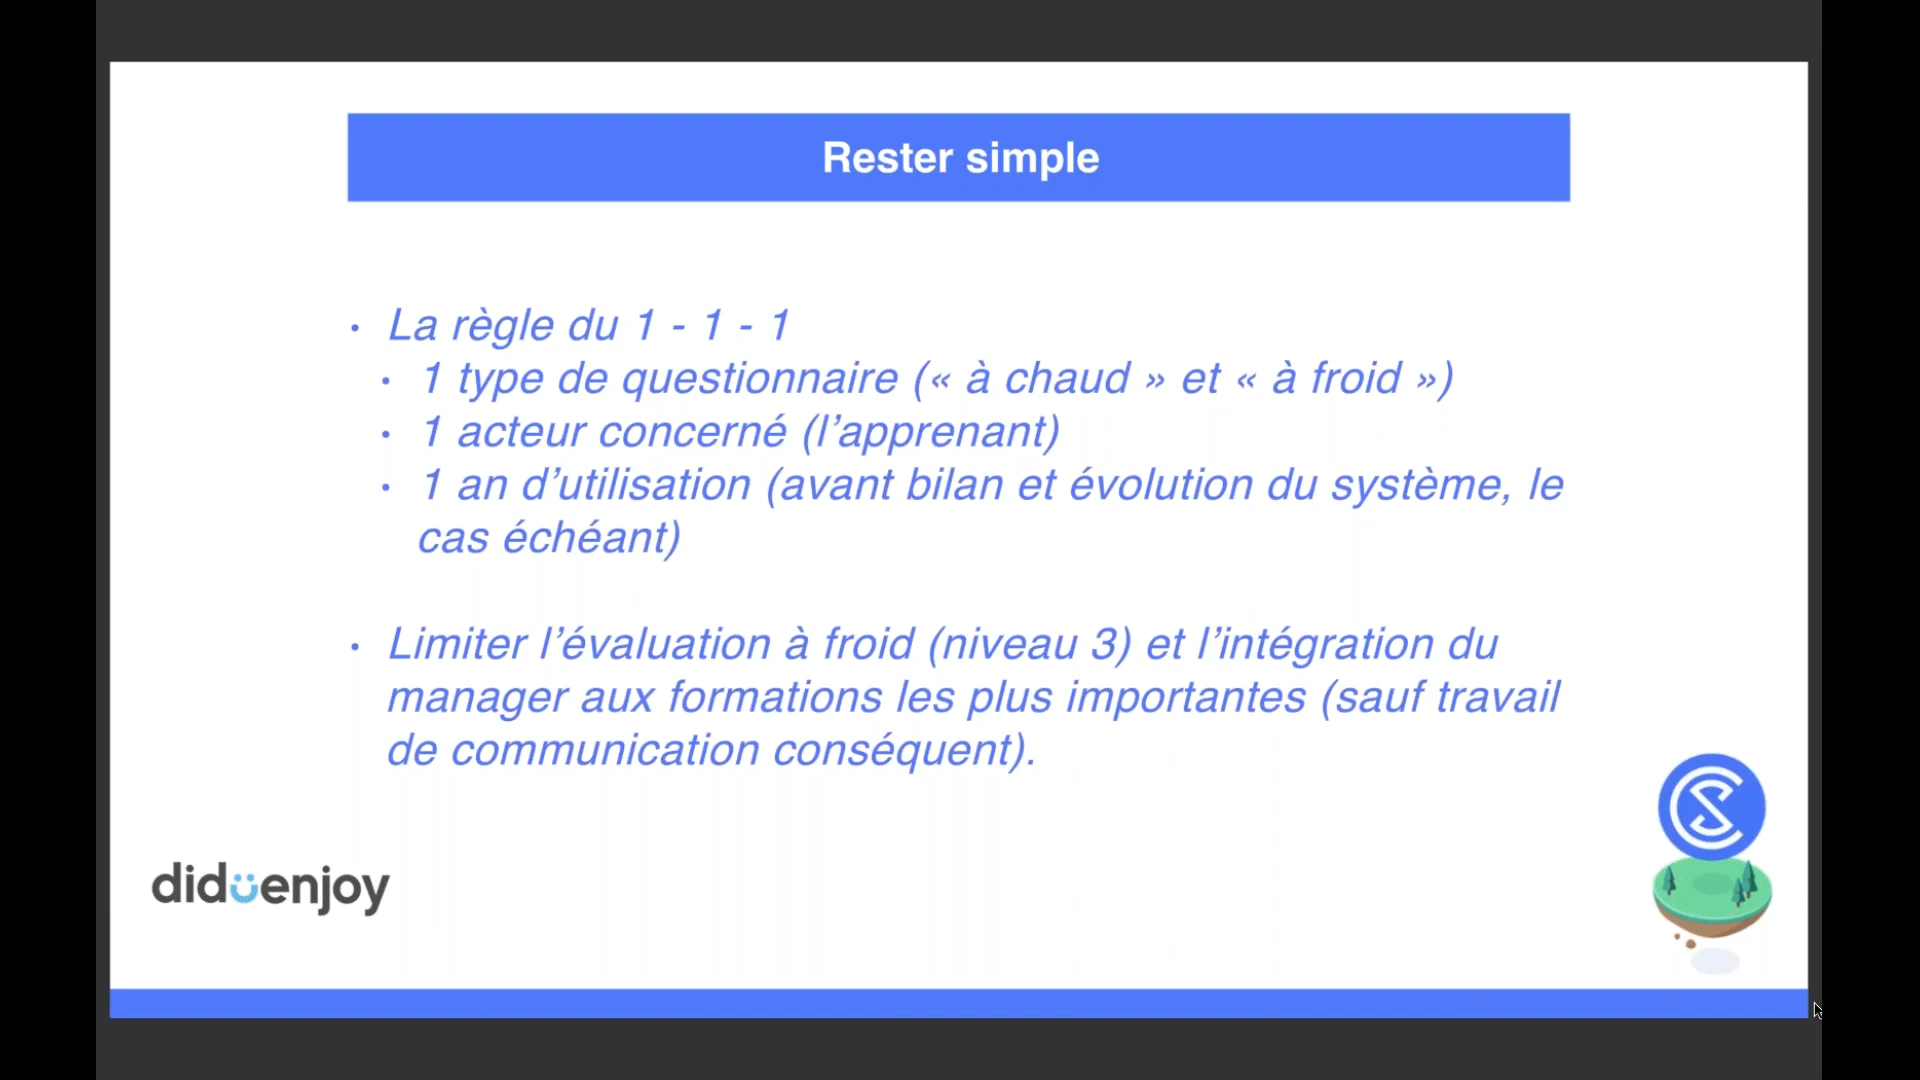 Rester simple
• La règle du 1 - 1 - 1
• 1 type de questionnaire (« à chaud » et « à froid »)
• 1 acteur concerné (l’apprenant)
• 1 an d’utilisation (avant bilan et évolution du système, le
cas échéant)
• Limiter l’évaluation à froid (niveau 3) et l’intégration du
manager aux formations les plus importantes (sauf travail
de communication conséquent).
diduenjoy